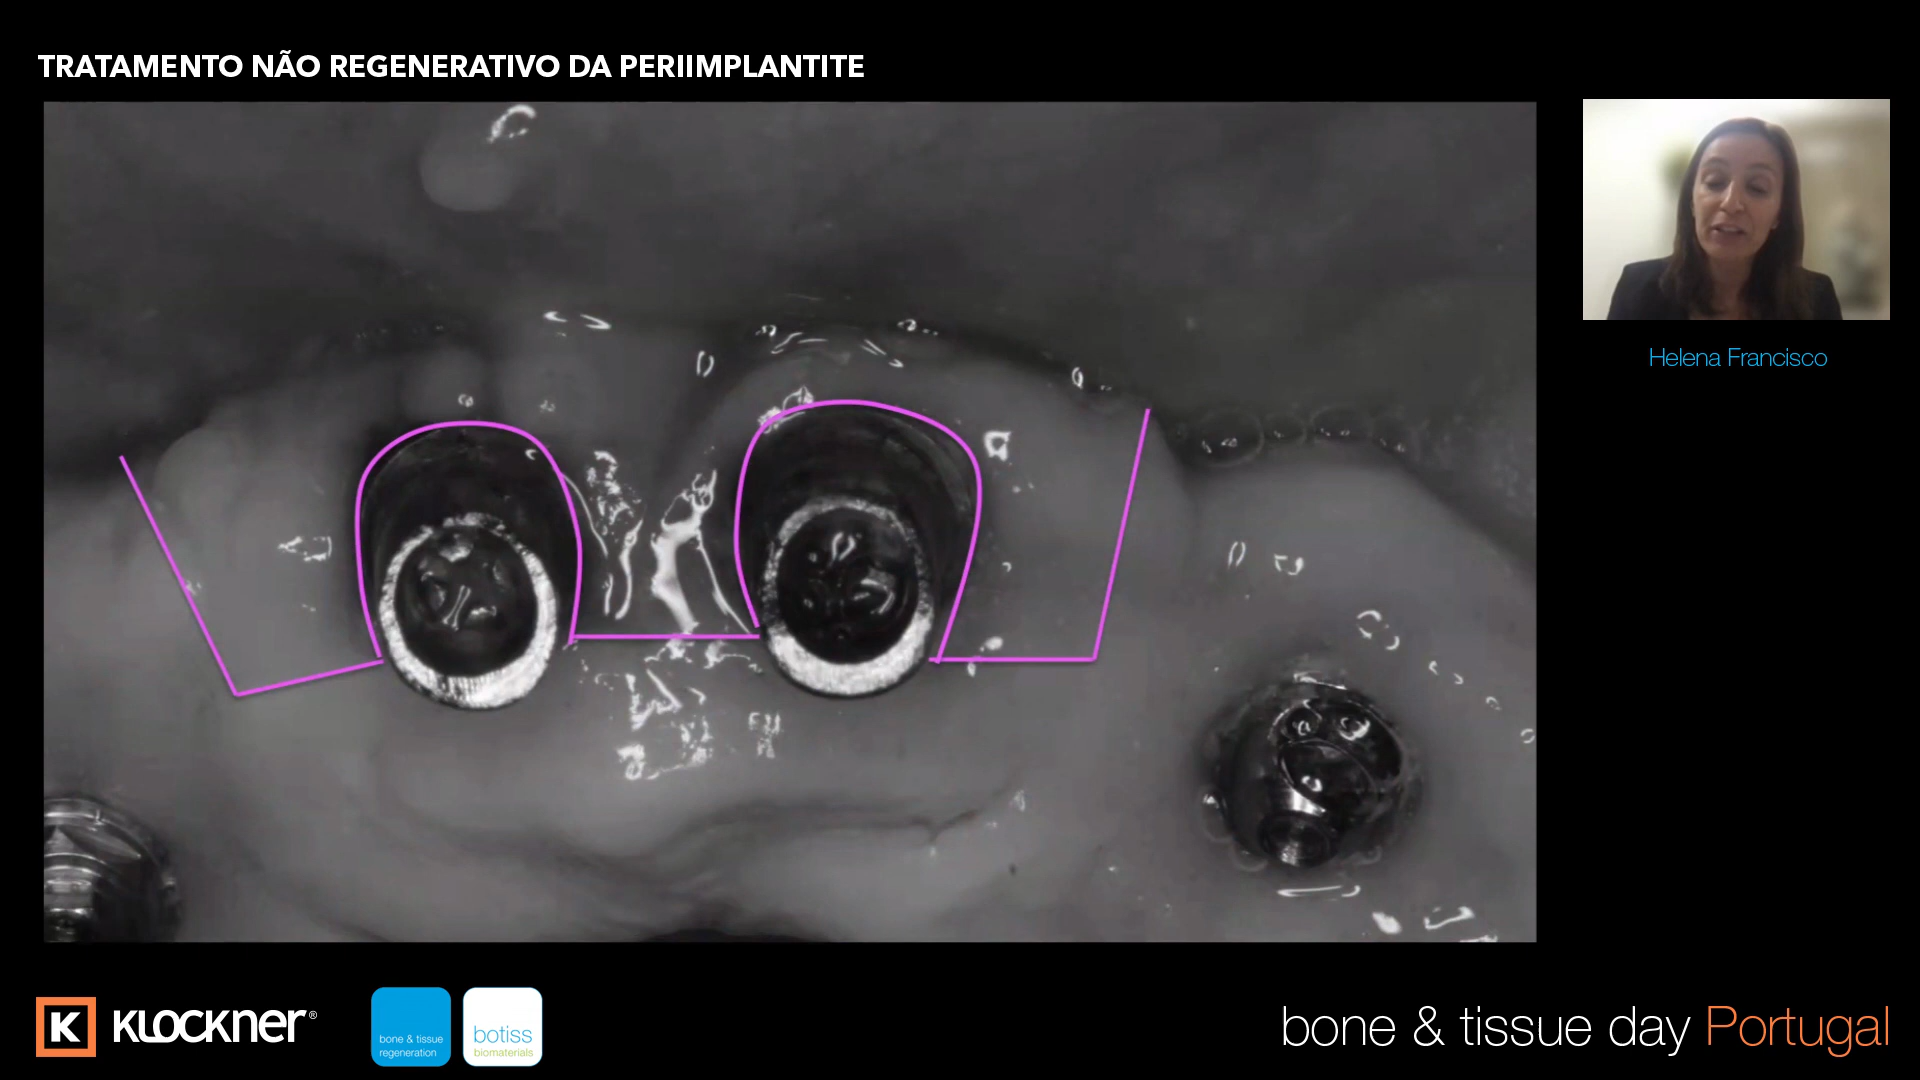 TRATAMENTO NÃO REGENERATIVO DA PERIIMPLANTITE
Helena Francisco
K KLOCKNER®
bone & tissue
regeneration
botiss
biomaterials
bone & tissue day Portugal